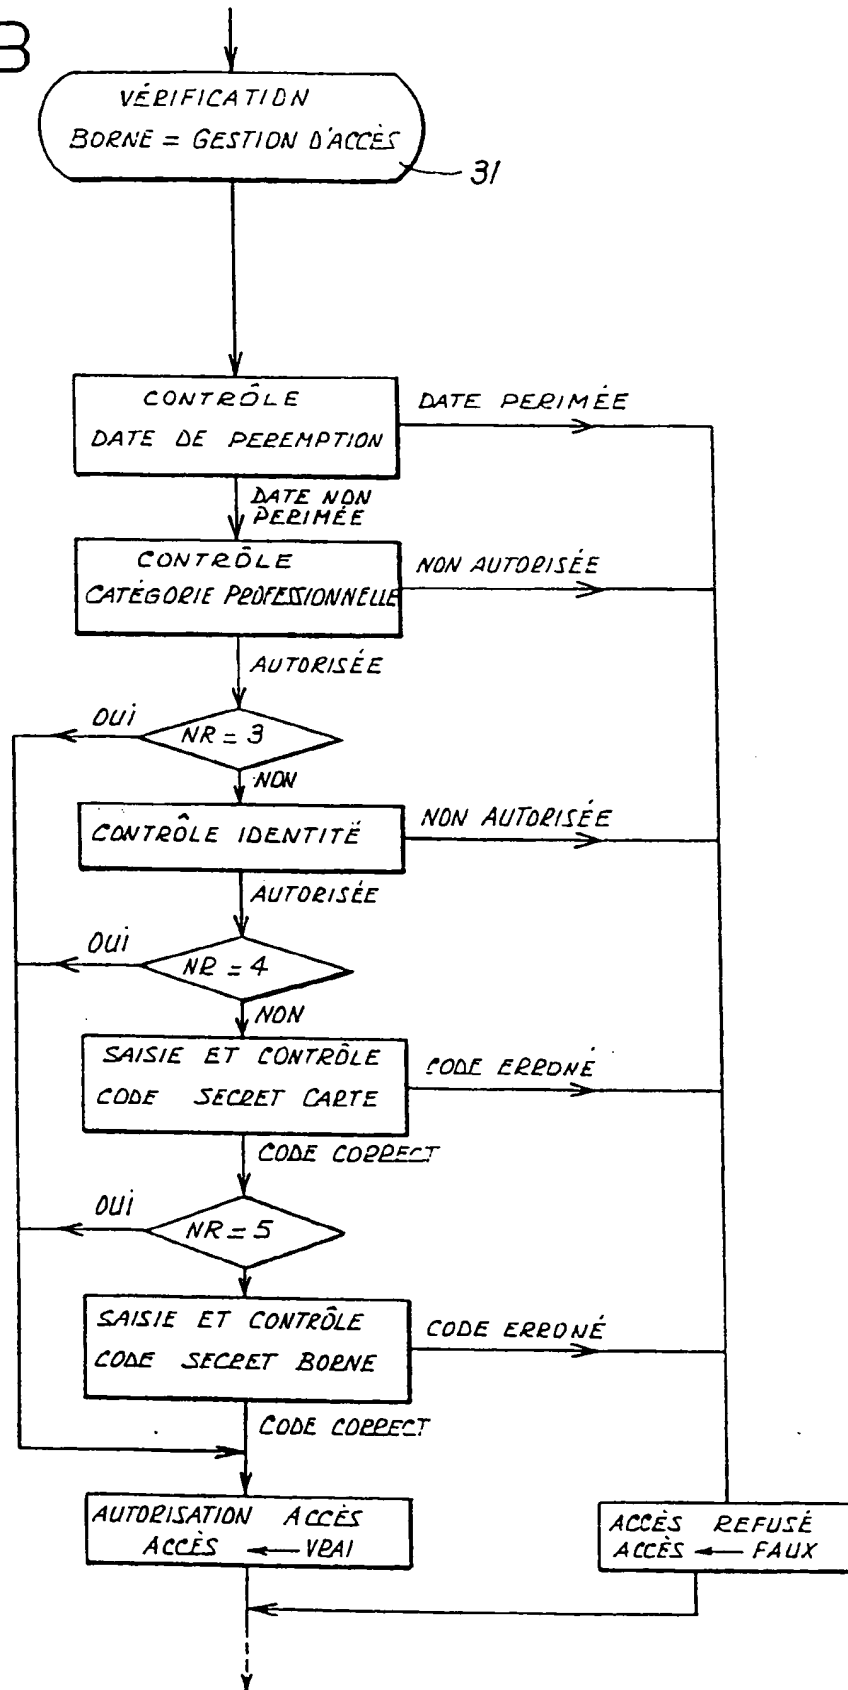 B
VÉRIFICATION
BORNE = GESTION D'ACCÈS
31
CONTRÔLE
DATE DE PEREMPTION
DATE PERIMÉE
DATE NON
PERIMÉE
CONTRÔLE
CATÉGORIE PROFESSIONNELLE
NON AUTORISÉE
AUTORISÉE
OUi
NR = 3
NON
CONTRÔLE IDENTITÉ
NON AUTORISÉE
AUTORISÉE
OUi
NR = 4
NON
SAISIE ET CONTRÔLE
CODE SECRET CARTE
CODE ERRONÉ
CODE CORRECT
OUi
NR = 5
SAISIE ET CONTRÔLE
CODE SECRET BORNE
CODE ERRONÉ
CODE CORRECT
AUTORISATION ACCÈS
ACCÈS ← VRAI
ACCÈS REFUSÉ
ACCÈS ← FAUX